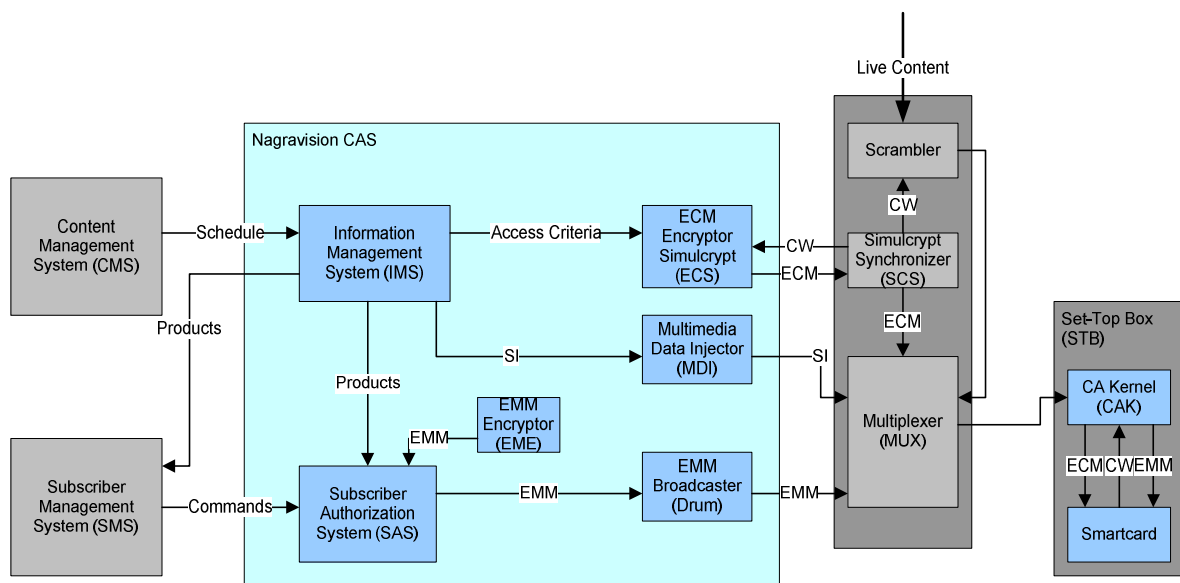 Live Content
Nagravision CAS
Scrambler
CW
Content
Management
System (CMS)
Schedule
Information
Management
System (IMS)
Access Criteria
ECM
Encryptor
Simulcrypt
(ECS)
CW
ECM
Simulcrypt
Synchronizer
(SCS)
ECM
Products
SI
Multimedia
Data Injector
(MDI)
SI
Set-Top Box
(STB)
Products
CA Kernel
(CAK)
EMM
Encryptor
(EME)
EMM
Multiplexer
(MUX)
ECM
CW
EMM
Subscriber
Management
System (SMS)
Commands
Subscriber
Authorization
System (SAS)
EMM
EMM
Broadcaster
(Drum)
EMM
Smartcard